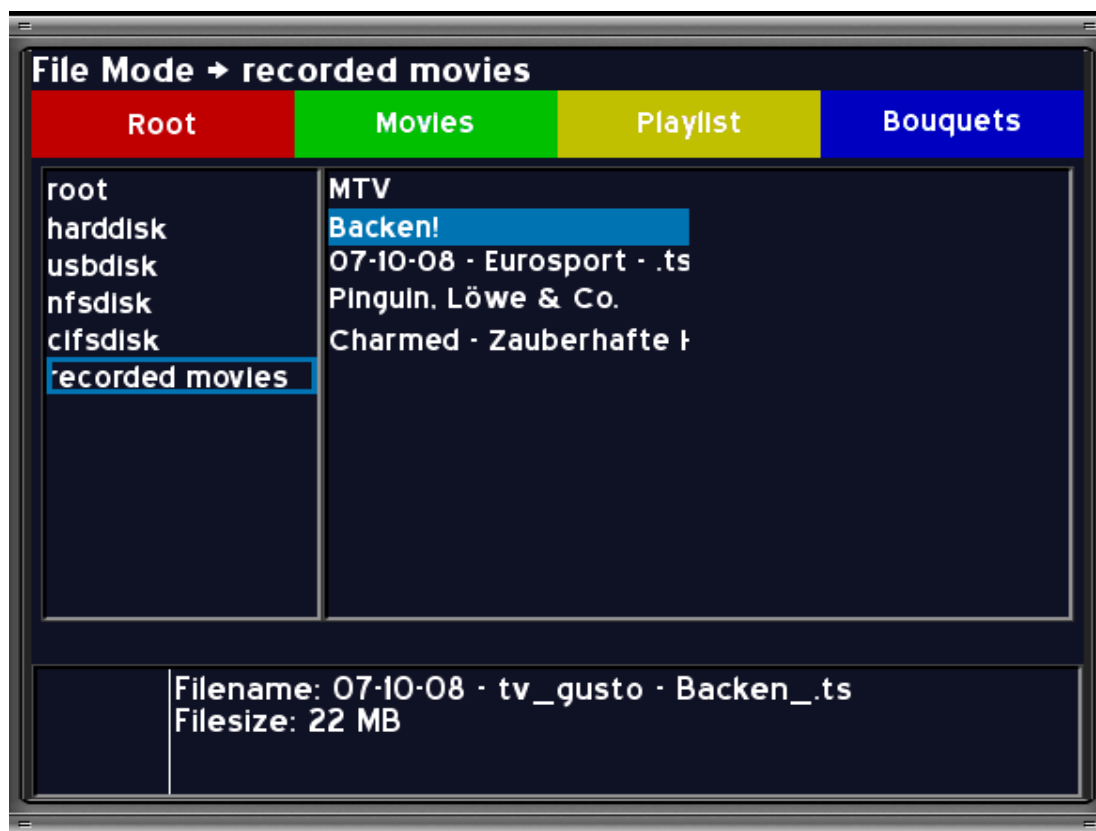 File Mode → recorded movies
Root Movies Playlist Bouquets
root
harddisk
usbdisk
nfsdisk
cifsdisk
recorded movies
MTV
Backen!
07-10-08 - Eurosport - .ts
Pinguin, Löwe & Co.
Charmed - Zauberhafte
Filename: 07-10-08 - tv_gusto - Backen_.ts
Filesize: 22 MB